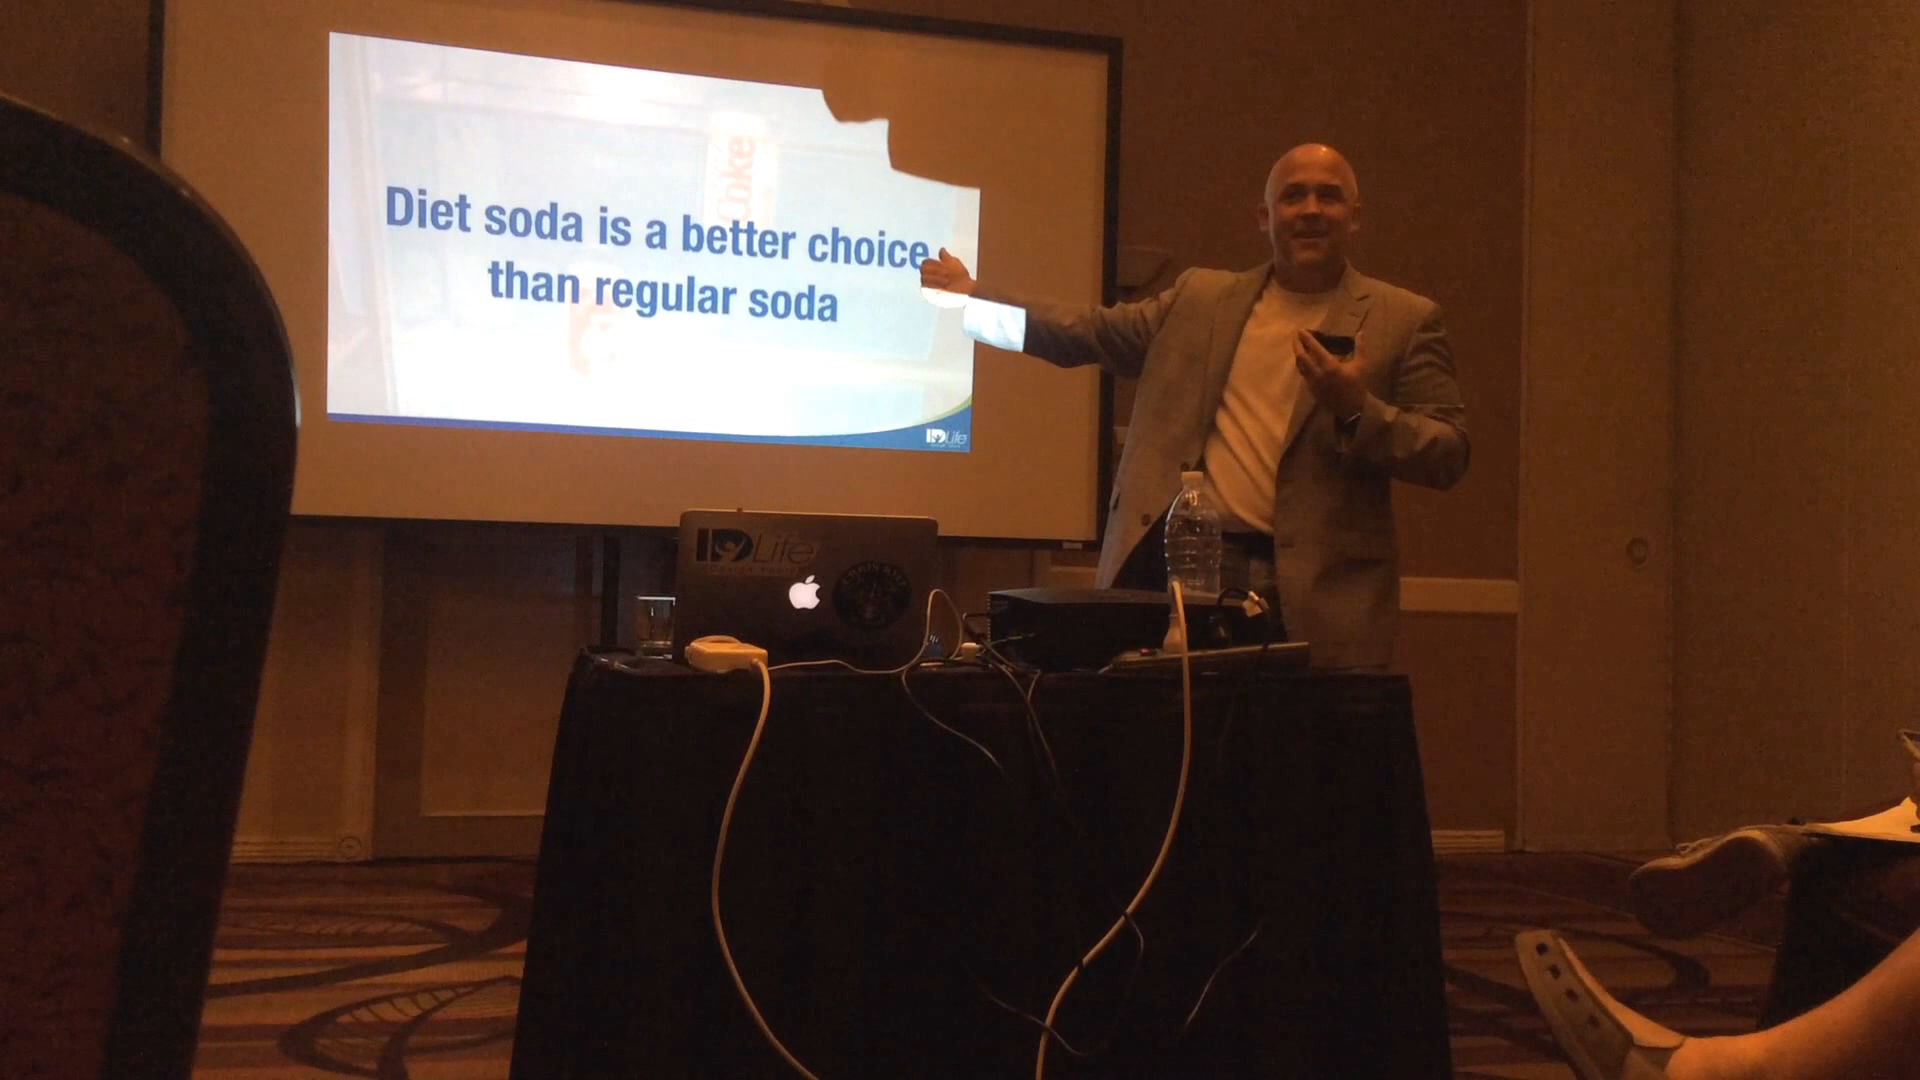 Coke
Diet soda is a better choice
than regular soda
IDLife
IDLife